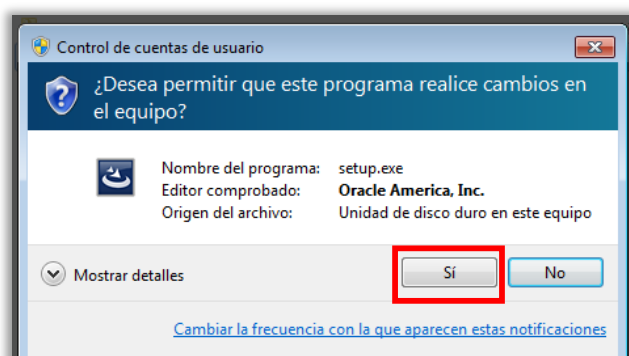 Control de cuentas de usuario
¿Desea permitir que este programa realice cambios en
el equipo?
Nombre del programa: setup.exe
Editor comprobado: Oracle America, Inc.
Origen del archivo: Unidad de disco duro en este equipo
Mostrar detalles Sí No
Cambiar la frecuencia con la que aparecen estas notificaciones